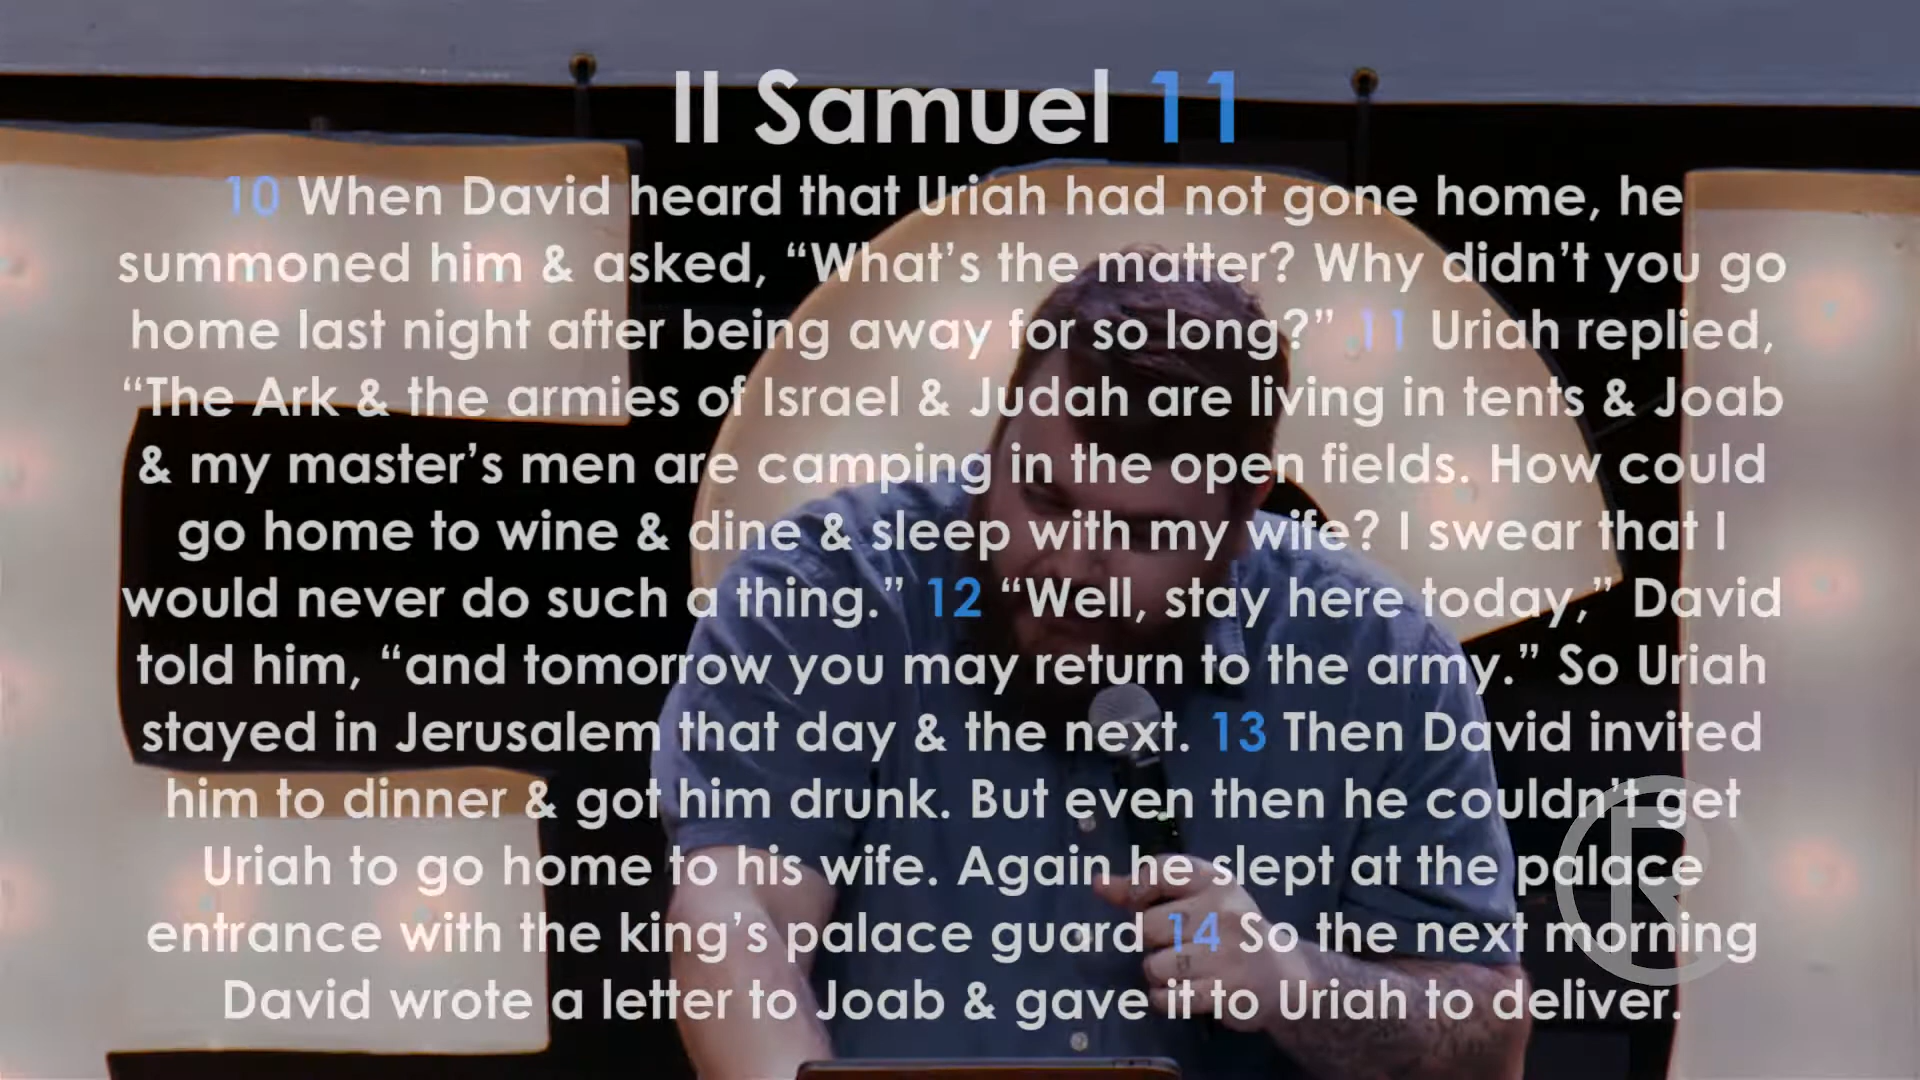 II Samuel 11
10 When David heard that Uriah had not gone home, he
summoned him & asked, “What’s the matter? Why didn’t you go
home last night after being away for so long?” 11 Uriah replied,
“The Ark & the armies of Israel & Judah are living in tents & Joab
& my master’s men are camping in the open fields. How could
go home to wine & dine & sleep with my wife? I swear that I
would never do such a thing.” 12 “Well, stay here today,” David
told him, “and tomorrow you may return to the army.” So Uriah
stayed in Jerusalem that day & the next. 13 Then David invited
him to dinner & got him drunk. But even then he couldn’t get
Uriah to go home to his wife. Again he slept at the palace
entrance with the king’s palace guard 14 So the next morning
David wrote a letter to Joab & gave it to Uriah to deliver.
R